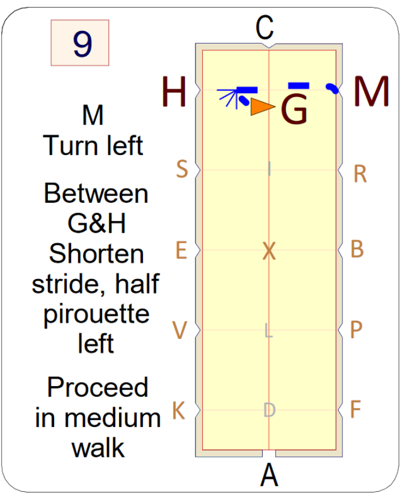 9
M
Turn left
Between
G&H
Shorten
stride, half
pirouette
left
Proceed
in medium
walk
C
H G M
S I R
E X B
V L P
K D F
A